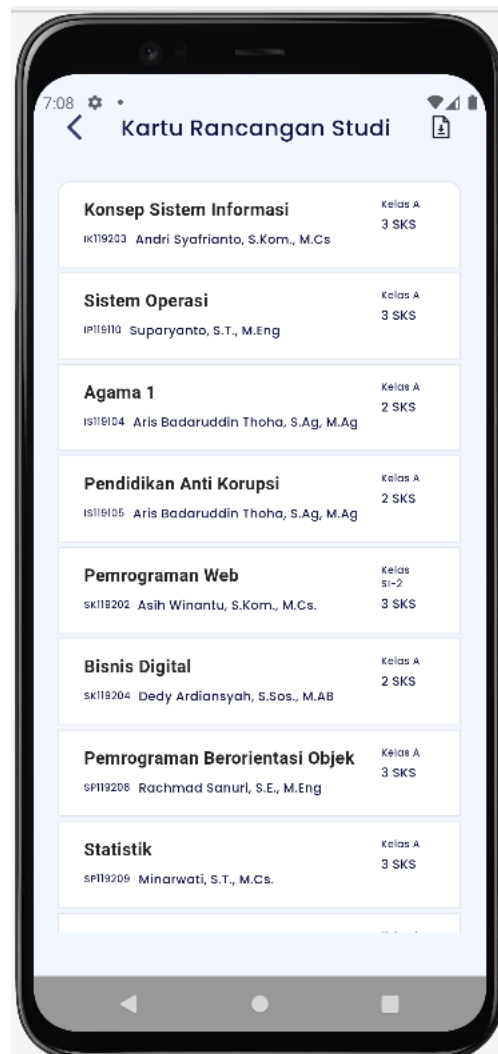 7:08
Kartu Rancangan Studi
Konsep Sistem Informasi
Kelas A
IK119203 Andri Syafrianto, S.Kom., M.Cs
3 SKS
Sistem Operasi
Kelas A
IP119110 Suparyanto, S.T., M.Eng
3 SKS
Agama 1
Kelas A
IS119104 Aris Badaruddin Thoha, S.Ag, M.Ag
2 SKS
Pendidikan Anti Korupsi
Kelas A
IS119105 Aris Badaruddin Thoha, S.Ag, M.Ag
2 SKS
Pemrograman Web
Kelas
SI-2
SK119202 Asih Winantu, S.Kom., M.Cs.
3 SKS
Bisnis Digital
Kelas A
SK119204 Dedy Ardiansyah, S.Sos., M.AB
2 SKS
Pemrograman Berorientasi Objek
Kelas A
SP119208 Rachmad Sanuri, S.E., M.Eng
3 SKS
Statistik
Kelas A
SP119209 Minarwati, S.T., M.Cs.
3 SKS